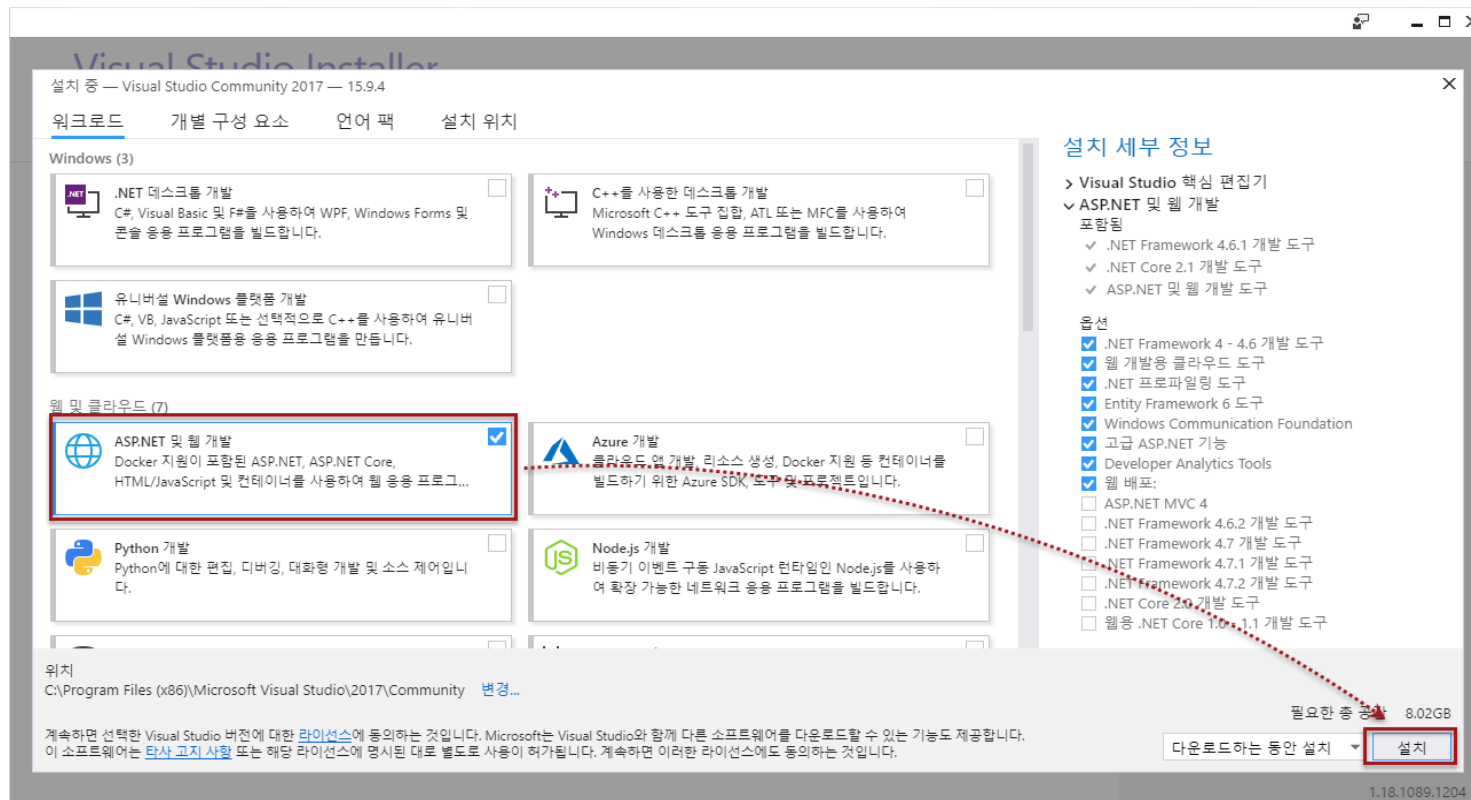 Visual Studio Installer
설치 중 — Visual Studio Community 2017 — 15.9.4
워크로드 개별 구성 요소 언어 팩 설치 위치
Windows (3)
.NET
.NET 데스크톱 개발
C#, Visual Basic 및 F#을 사용하여 WPF, Windows Forms 및
콘솔 응용 프로그램을 빌드합니다.
C++를 사용한 데스크톱 개발
Microsoft C++ 도구 집합, ATL 또는 MFC를 사용하여
Windows 데스크톱 응용 프로그램을 빌드합니다.
유니버설 Windows 플랫폼 개발
C#, VB, JavaScript 또는 선택적으로 C++를 사용하여 유니버
설 Windows 플랫폼용 응용 프로그램을 만듭니다.
웹 및 클라우드 (7)
ASP.NET 및 웹 개발
Docker 지원이 포함된 ASP.NET, ASP.NET Core,
HTML/JavaScript 및 컨테이너를 사용하여 웹 응용 프로그...
Azure 개발
클라우드 앱 개발, 리소스 생성, Docker 지원 등 컨테이너를
빌드하기 위한 Azure SDK, 도구 및 프로젝트입니다.
Python 개발
Python에 대한 편집, 디버깅, 대화형 개발 및 소스 제어입니
다.
JS
Node.js 개발
비동기 이벤트 구동 JavaScript 런타임인 Node.js를 사용하
여 확장 가능한 네트워크 응용 프로그램을 빌드합니다.
설치 세부 정보
Visual Studio 핵심 편집기
ASP.NET 및 웹 개발
포함됨
.NET Framework 4.6.1 개발 도구
.NET Core 2.1 개발 도구
ASP.NET 및 웹 개발 도구
옵션
.NET Framework 4 - 4.6 개발 도구
웹 개발용 클라우드 도구
.NET 프로파일링 도구
Entity Framework 6 도구
Windows Communication Foundation
고급 ASP.NET 기능
Developer Analytics Tools
웹 배포:
ASP.NET MVC 4
.NET Framework 4.6.2 개발 도구
.NET Framework 4.7 개발 도구
.NET Framework 4.7.1 개발 도구
.NET Framework 4.7.2 개발 도구
.NET Core 2.0 개발 도구
웹용 .NET Core 1.0 - 1.1 개발 도구
위치
C:\Program Files (x86)\Microsoft Visual Studio\2017\Community 변경...
필요한 총 공간 8.02GB
계속하면 선택한 Visual Studio 버전에 대한 라이선스에 동의하는 것입니다. Microsoft는 Visual Studio와 함께 다른 소프트웨어를 다운로드할 수 있는 기능도 제공합니다.
이 소프트웨어는 타사 고지 사항 또는 해당 라이선스에 명시된 대로 별도로 사용이 허가됩니다. 계속하면 이러한 라이선스에도 동의하는 것입니다.
다운로드하는 동안 설치 설치
1.18.1089.1204